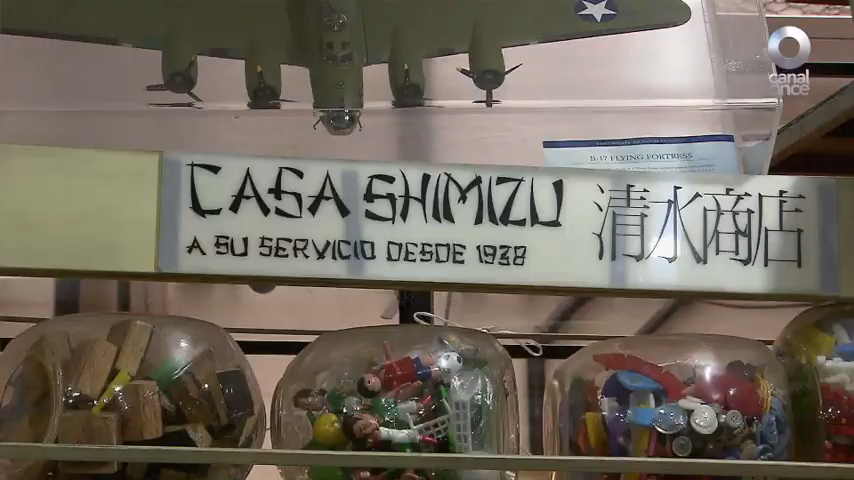 canal
once
B-17 FLYING FORTRESS
CASA SHIMIZU
A SU SERVICIO DESDE 1938
清水商店